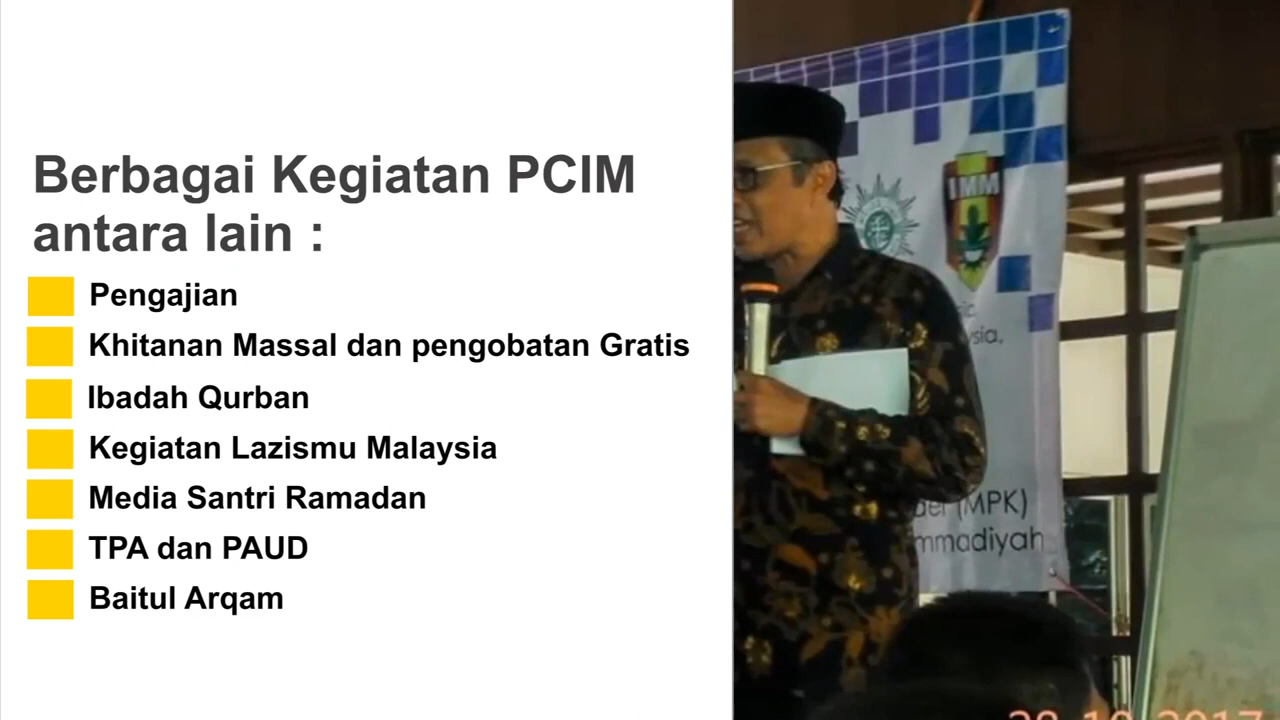 Berbagai Kegiatan PCIM
antara lain :
Pengajian
Khitanan Massal dan pengobatan Gratis
Ibadah Qurban
Kegiatan Lazismu Malaysia
Media Santri Ramadan
TPA dan PAUD
Baitul Arqam
IMM
(MPK)